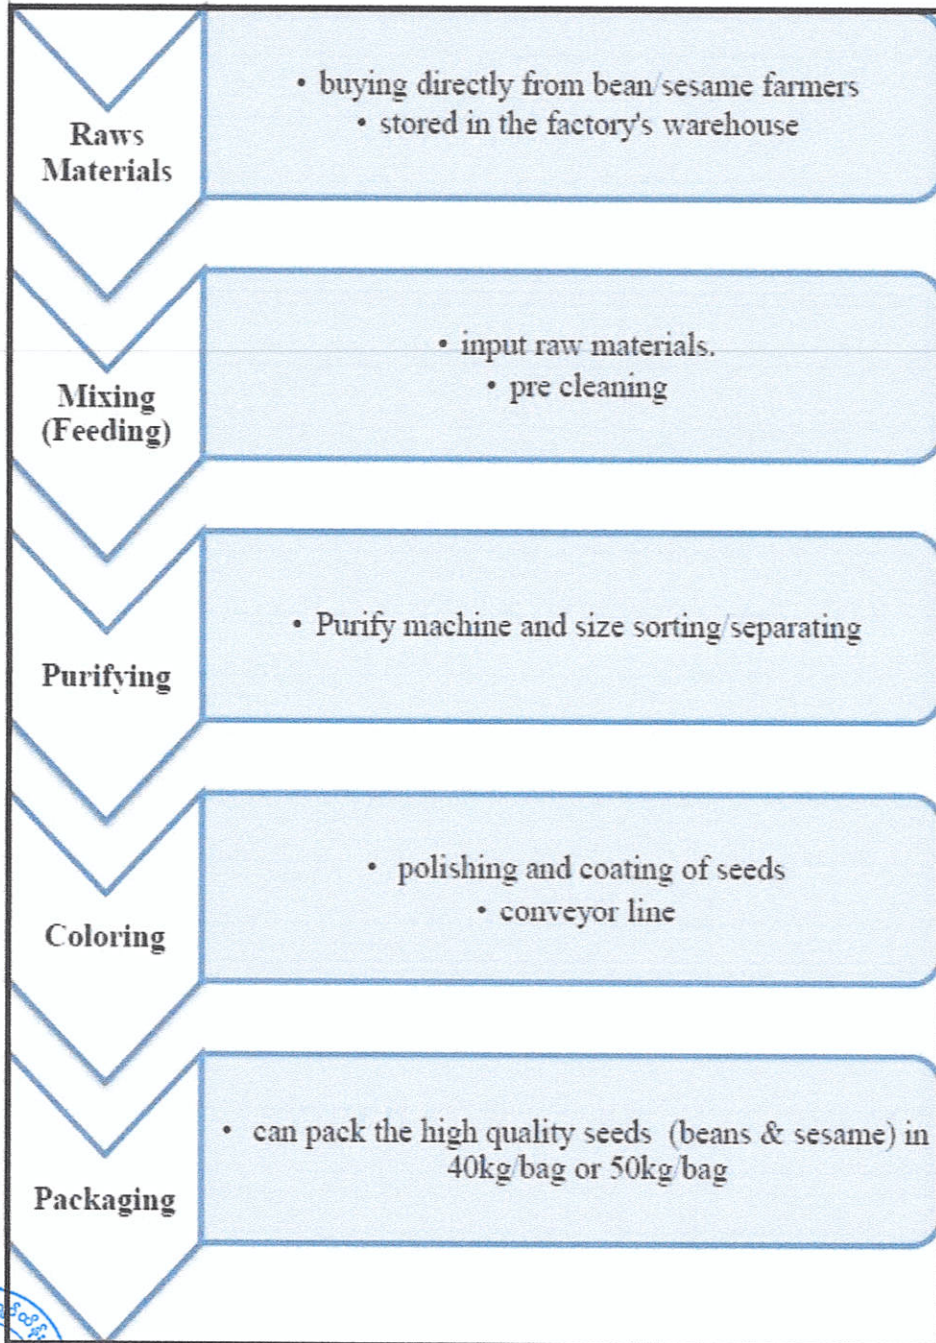 Raws
Materials
• buying directly from bean/sesame farmers
• stored in the factory's warehouse
Mixing
(Feeding)
• input raw materials.
• pre cleaning
Purifying
• Purify machine and size sorting/separating
Coloring
• polishing and coating of seeds
• conveyor line
Packaging
• can pack the high quality seeds (beans & sesame) in
40kg/bag or 50kg/bag